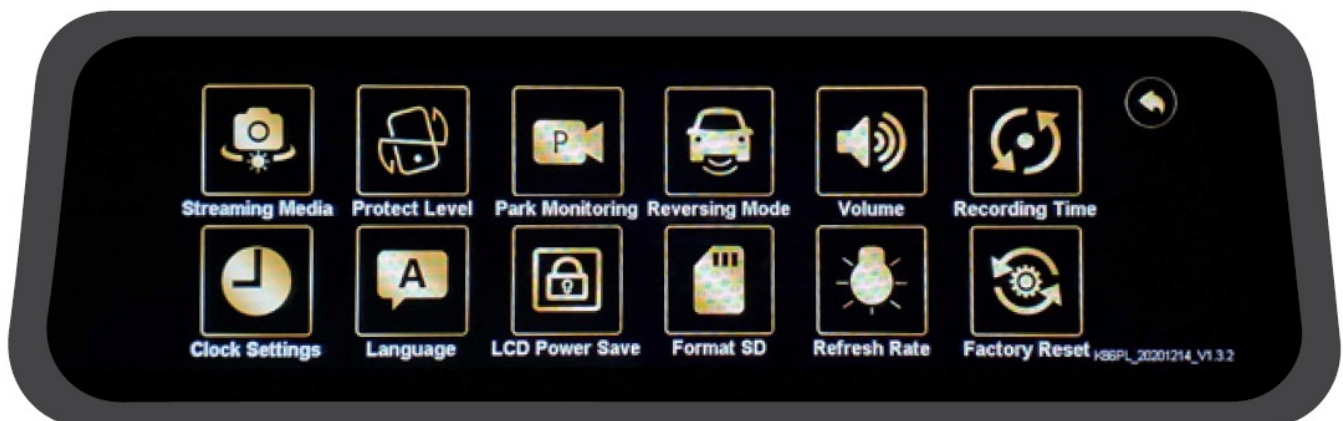 P
Streaming Media Protect Level Park Monitoring Reversing Mode Volume Recording Time
A
Clock Settings Language LCD Power Save Format SD Refresh Rate Factory Reset
K86PL_20201214_V1.3.2